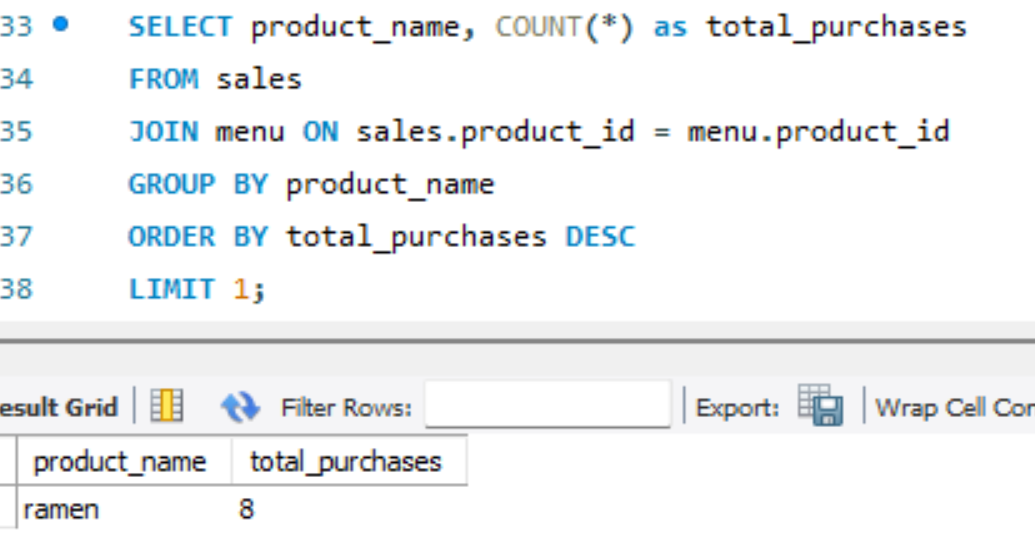 33 SELECT product_name, COUNT(*) as total_purchases
34 FROM sales
35 JOIN menu ON sales.product_id = menu.product_id
36 GROUP BY product_name
37 ORDER BY total_purchases DESC
38 LIMIT 1;
esult Grid Filter Rows: Export: Wrap Cell Con
product_name total_purchases
ramen 8